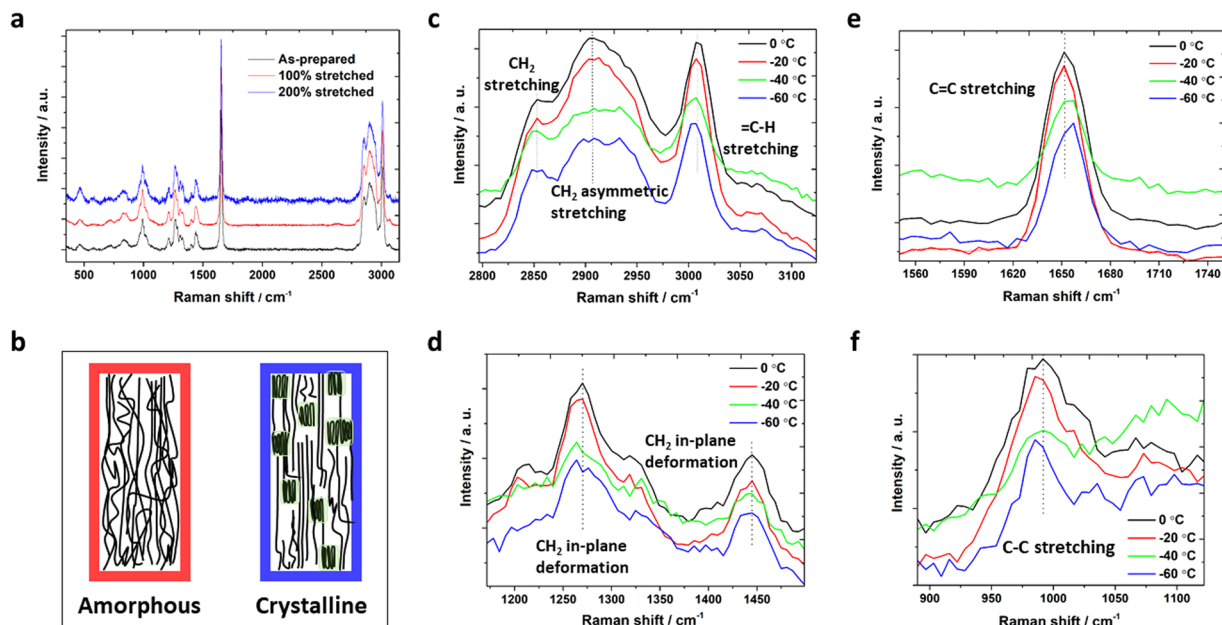 a
As-prepared
100% stretched
200% stretched
Intensity / a.u.
500 1000 1500 2000 2500 3000
Raman shift / cm-1
b
Amorphous
Crystalline
c
CH2
stretching
0 °C
-20 °C
-40 °C
-60 °C
=C-H
stretching
CH2 asymmetric
stretching
Intensity / a. u.
2800 2850 2900 2950 3000 3050 3100
Raman shift / cm-1
d
0 °C
-20 °C
-40 °C
-60 °C
CH2 in-plane
deformation
CH2 in-plane
deformation
Intensity / a. u.
1200 1250 1300 1350 1400 1450
Raman shift / cm-1
e
C=C stretching
0 °C
-20 °C
-40 °C
-60 °C
Intensity / a. u.
1560 1590 1620 1650 1680 1710 1740
Raman shift / cm-1
f
0 °C
-20 °C
-40 °C
-60 °C
C-C stretching
Intensity / a. u.
900 950 1000 1050 1100
Raman shift / cm-1